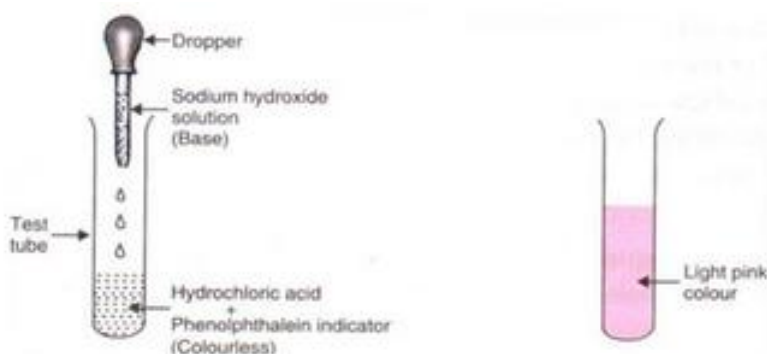 Dropper
Sodium hydroxide
solution
(Base)
Test
tube
Hydrochloric acid
+
Phenolphthalein indicator
(Colourless)
Light pink
colour